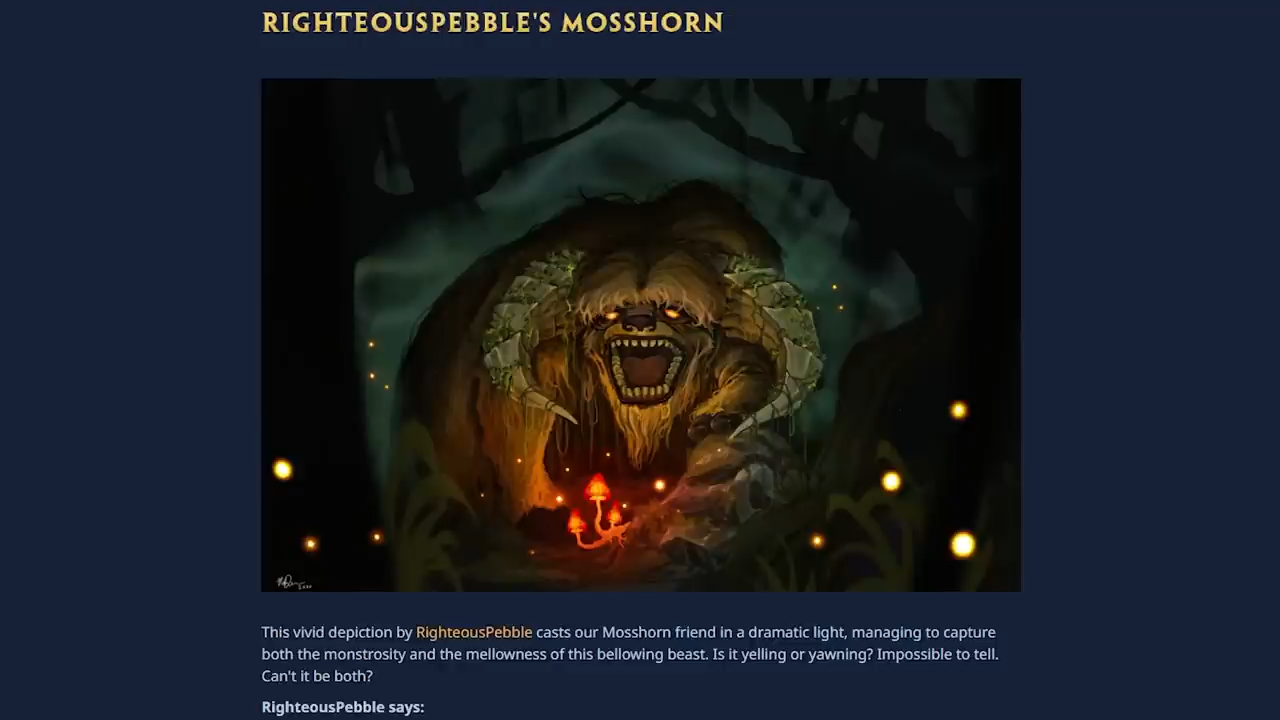 RIGHTEOUSPEBBLE'S MOSSHORN
This vivid depiction by RighteousPebble casts our Mosshorn friend in a dramatic light, managing to capture
both the monstrosity and the mellowness of this bellowing beast. Is it yelling or yawning? Impossible to tell.
Can't it be both?
RighteousPebble says: